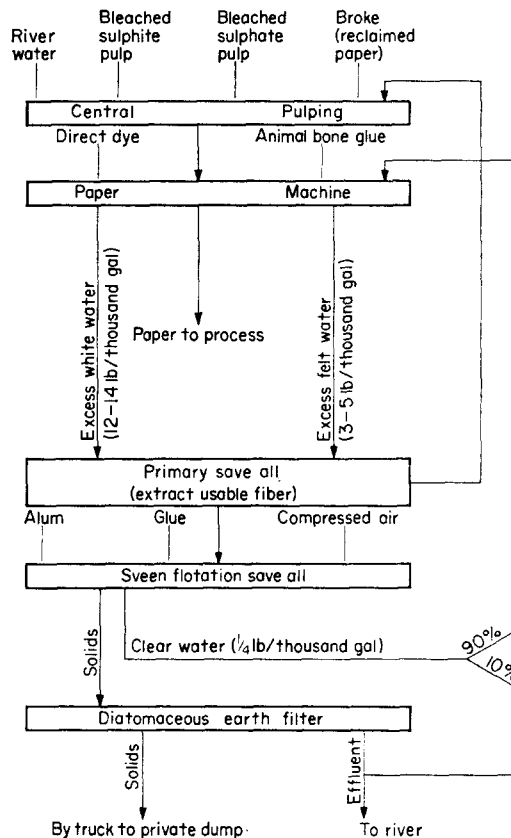 River
water
Bleached
sulphite
pulp
Bleached
sulphate
pulp
Broke
(reclaimed
paper)
Central Pulping
Direct dye Animal bone glue
Paper Machine
Excess white water
(12-14 lb/thousand gal)
Paper to process
Excess felt water
(3-5 lb/thousand gal)
Primary save all
(extract usable fiber)
Alum Glue Compressed air
Sveen flotation save all
Solids
Clear water (1/4 lb/thousand gal)
90%
10%
Diatomaceous earth filter
Solids
Effluent
By truck to private dump
To river